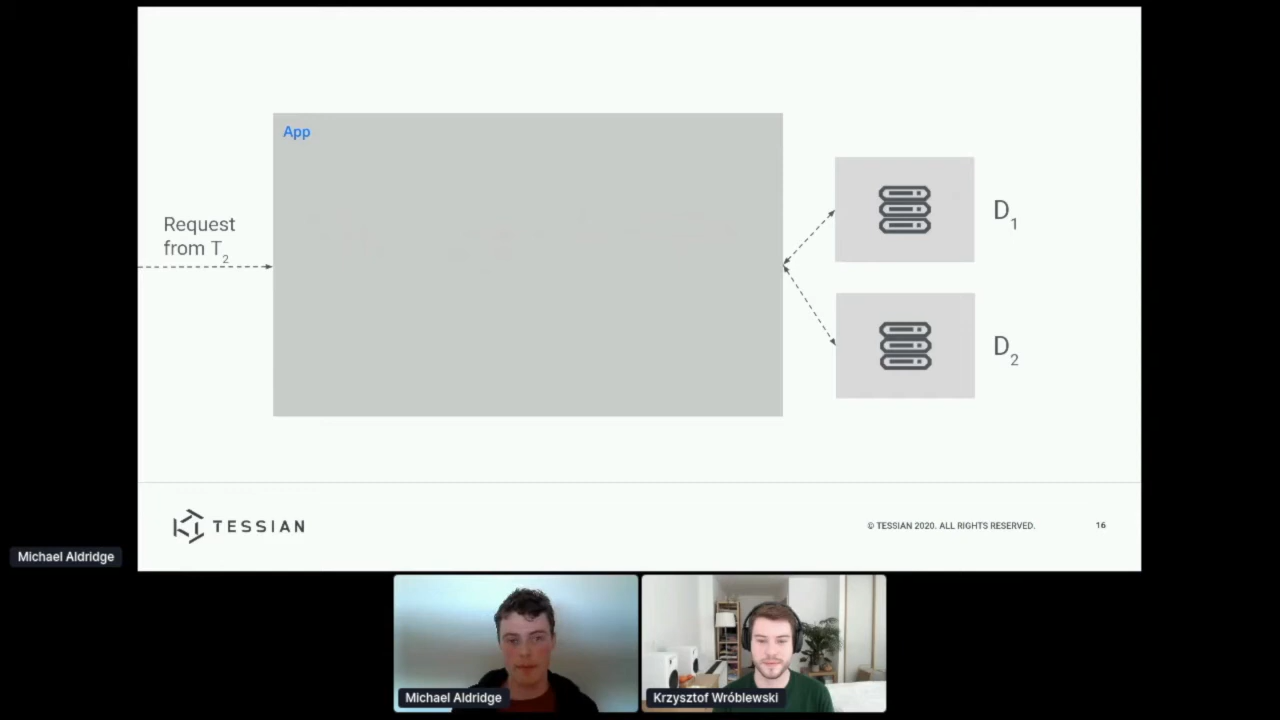 App
Request
from T2
D1
D2
TESSIAN
© TESSIAN 2020. ALL RIGHTS RESERVED.
16
Michael Aldridge
Michael Aldridge
Krzysztof Wróblewski